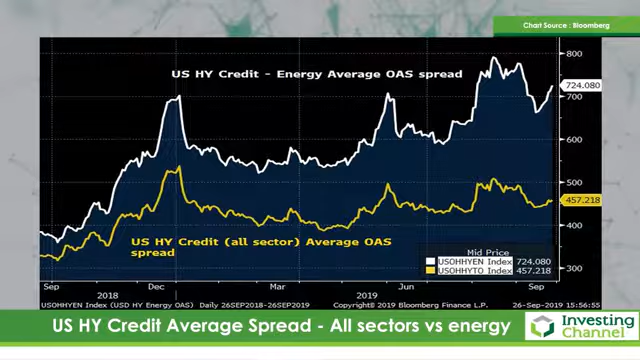 Chart Source : Bloomberg
US HY Credit - Energy Average OAS spread
800
724.080
700
600
500
457.218
400
300
US HY Credit (all sector) Average OAS
spread
Mid Price
USOHHYEN Index 724.080
USOHHYTO Index 457.218
Sep Dec Mar Jun Sep
2018 2019
USOHHYEN Index (USD HY Energy OAS) Daily 26SEP2018-26SEP2019 Copyright© 2019 Bloomberg Finance L.P. 26-Sep-2019 15:56:55
US HY Credit Average Spread - All sectors vs energy
Investing
Channel